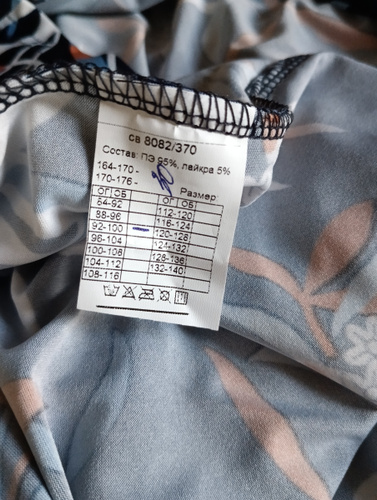 св 8082/370
Состав: ПЭ 95%, лайкра 5%
164-170-
170-176- Размер:
ОГ ОБ ОГ ОБ
84-92 112-120
88-96 116-124
92-100 120-128
96-104 124-132
100-108 128-136
104-112 132-140
108-116